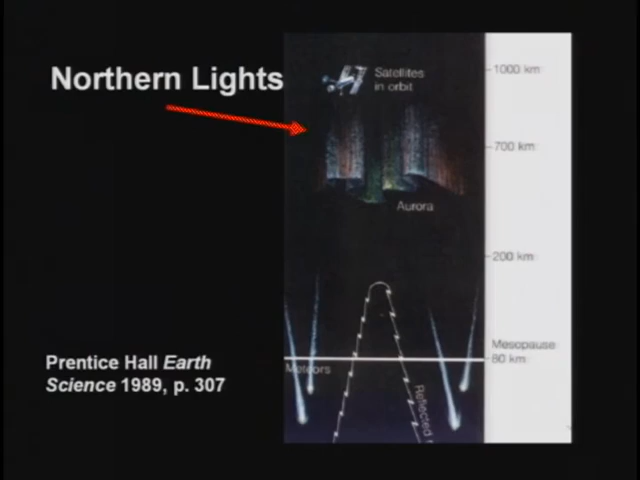 Northern Lights
Satellites
in orbit
1000 km
700 km
Aurora
200 km
Mesopause
80 km
Meteors
Reflected
Prentice Hall Earth
Science 1989, p. 307